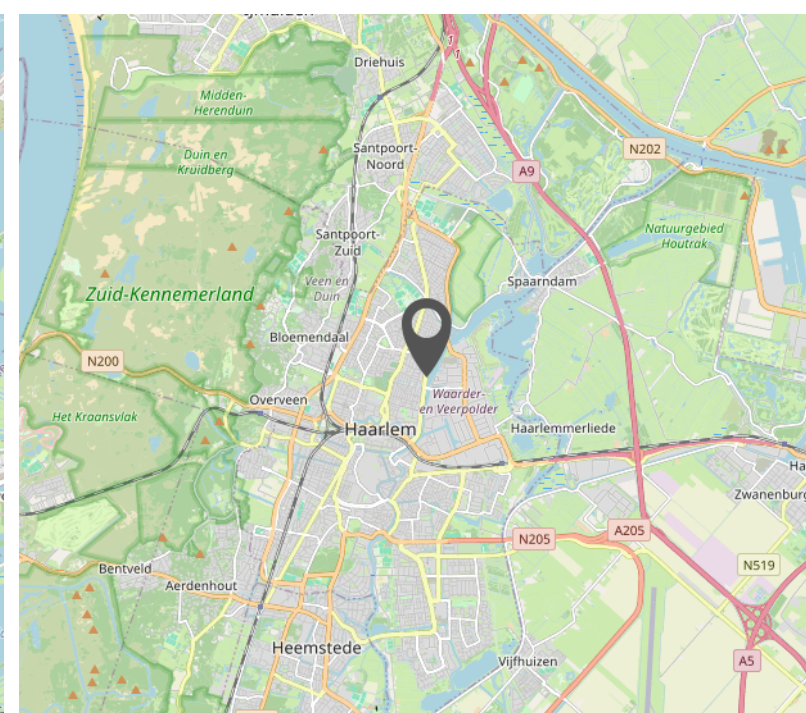 Driehuis
Midden-
Herenduin
N202
Santpoort-
Noord
Duin en
Kruidberg
A9
Natuurgebied
Houtrak
Santpoort-
Zuid
Veen en
Duin
Spaarndam
Zuid-Kennemerland
Bloemendaal
N200
Overveen
Waarder-
en Veerpolder
Het Kraansvlak
Haarlem
Haarlemmerliede
Ha
Zwanenburg
N205
A205
Bentveld
N519
Aerdenhout
Heemstede
Vijfhuizen
A5